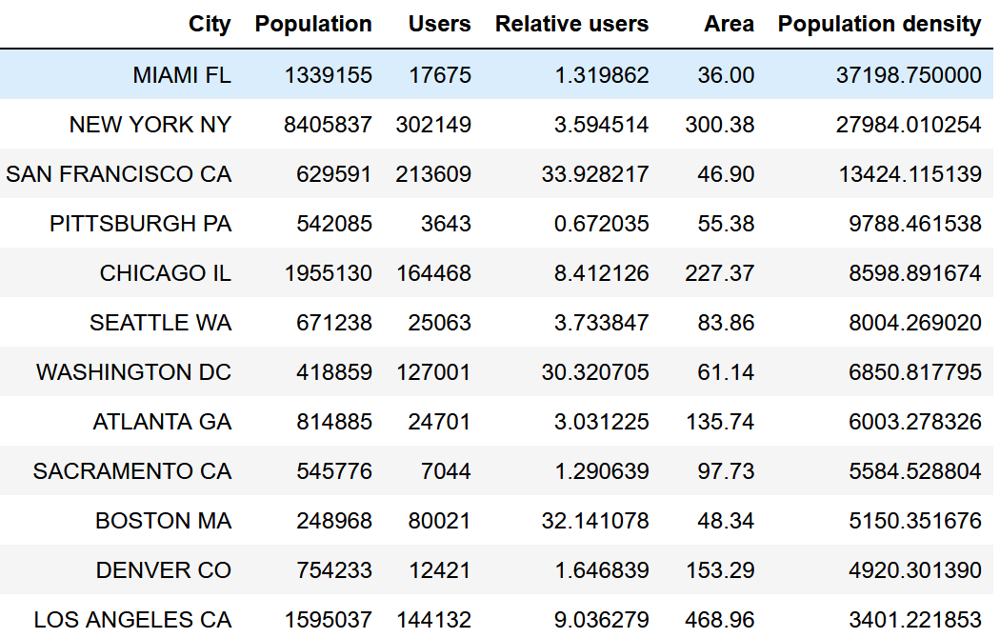 City Population Users Relative users Area Population density
MIAMI FL 1339155 17675 1.319862 36.00 37198.750000
NEW YORK NY 8405837 302149 3.594514 300.38 27984.010254
SAN FRANCISCO CA 629591 213609 33.928217 46.90 13424.115139
PITTSBURGH PA 542085 3643 0.672035 55.38 9788.461538
CHICAGO IL 1955130 164468 8.412126 227.37 8598.891674
SEATTLE WA 671238 25063 3.733847 83.86 8004.269020
WASHINGTON DC 418859 127001 30.320705 61.14 6850.817795
ATLANTA GA 814885 24701 3.031225 135.74 6003.278326
SACRAMENTO CA 545776 7044 1.290639 97.73 5584.528804
BOSTON MA 248968 80021 32.141078 48.34 5150.351676
DENVER CO 754233 12421 1.646839 153.29 4920.301390
LOS ANGELES CA 1595037 144132 9.036279 468.96 3401.221853